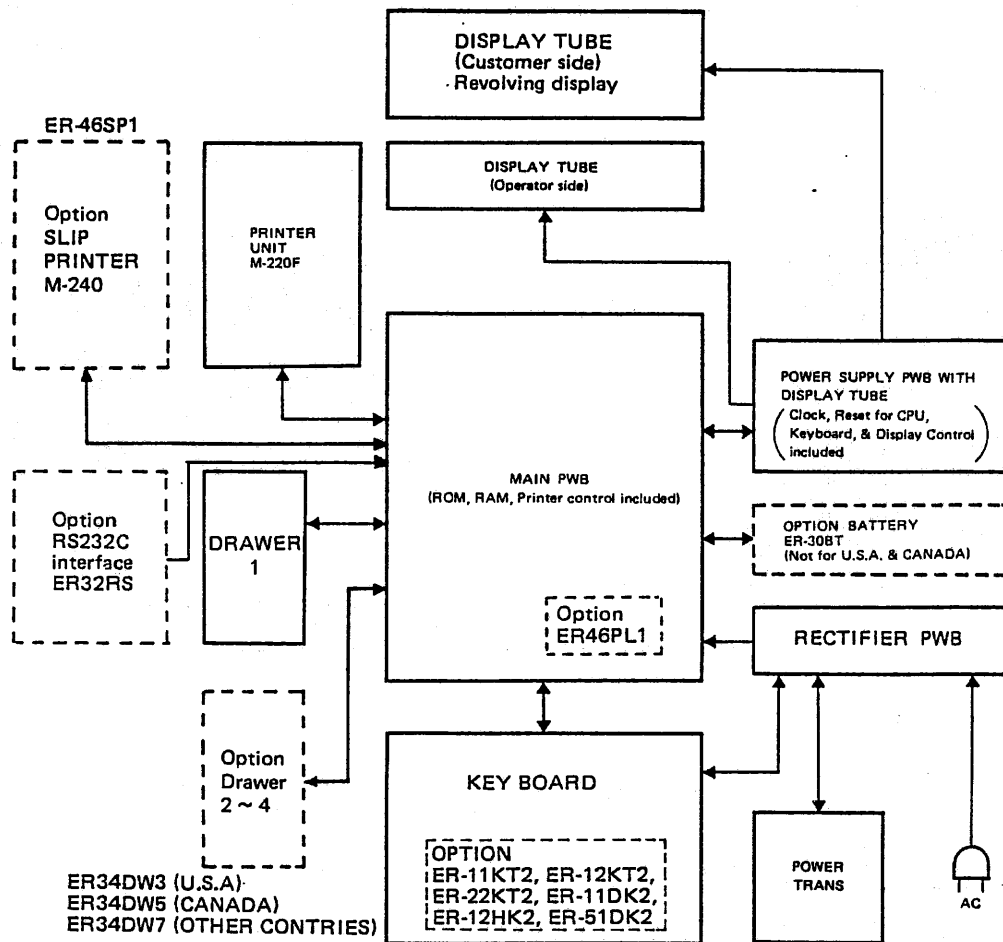 DISPLAY TUBE
(Customer side)
Revolving display
ER-46SP1
Option
SLIP
PRINTER
M-240
PRINTER
UNIT
M-220F
DISPLAY TUBE
(Operator side)
POWER SUPPLY PWB WITH
DISPLAY TUBE
(Clock, Reset for CPU,
Keyboard, & Display Control
included)
MAIN PWB
(ROM, RAM, Printer control included)
Option
RS232C
interface
ER32RS
DRAWER
1
OPTION BATTERY
ER-30BT
(Not for U.S.A. & CANADA)
Option
ER46PL1
RECTIFIER PWB
Option
Drawer
2 ~ 4
KEY BOARD
OPTION
ER-11KT2, ER-12KT2,
ER-22KT2, ER-11DK2,
ER-12HK2, ER-51DK2
POWER
TRANS
AC
ER34DW3 (U.S.A)
ER34DW5 (CANADA)
ER34DW7 (OTHER CONTRIES)